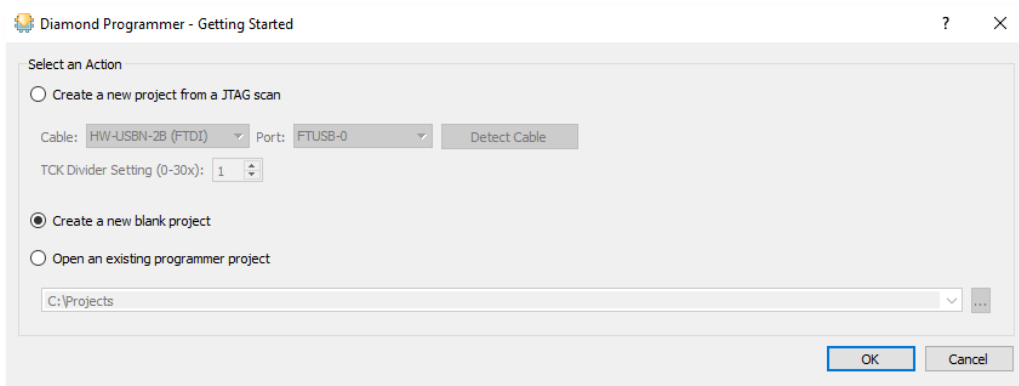 Diamond Programmer - Getting Started ?
Select an Action
Create a new project from a JTAG scan
Cable: HW-USBN-2B (FTDI) Port: FTUSB-0 Detect Cable
TCK Divider Setting (0-30x): 1
Create a new blank project
Open an existing programmer project
C:\Projects ...
OK Cancel